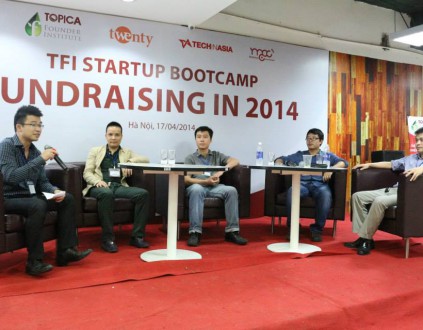 TOPICA
FOUNDER
INSTITUTE
twenty
TECHINASIA
TFI STARTUP BOOTCAMP
UNDRAISING IN 2014
Hà Nội, 17/04/2014